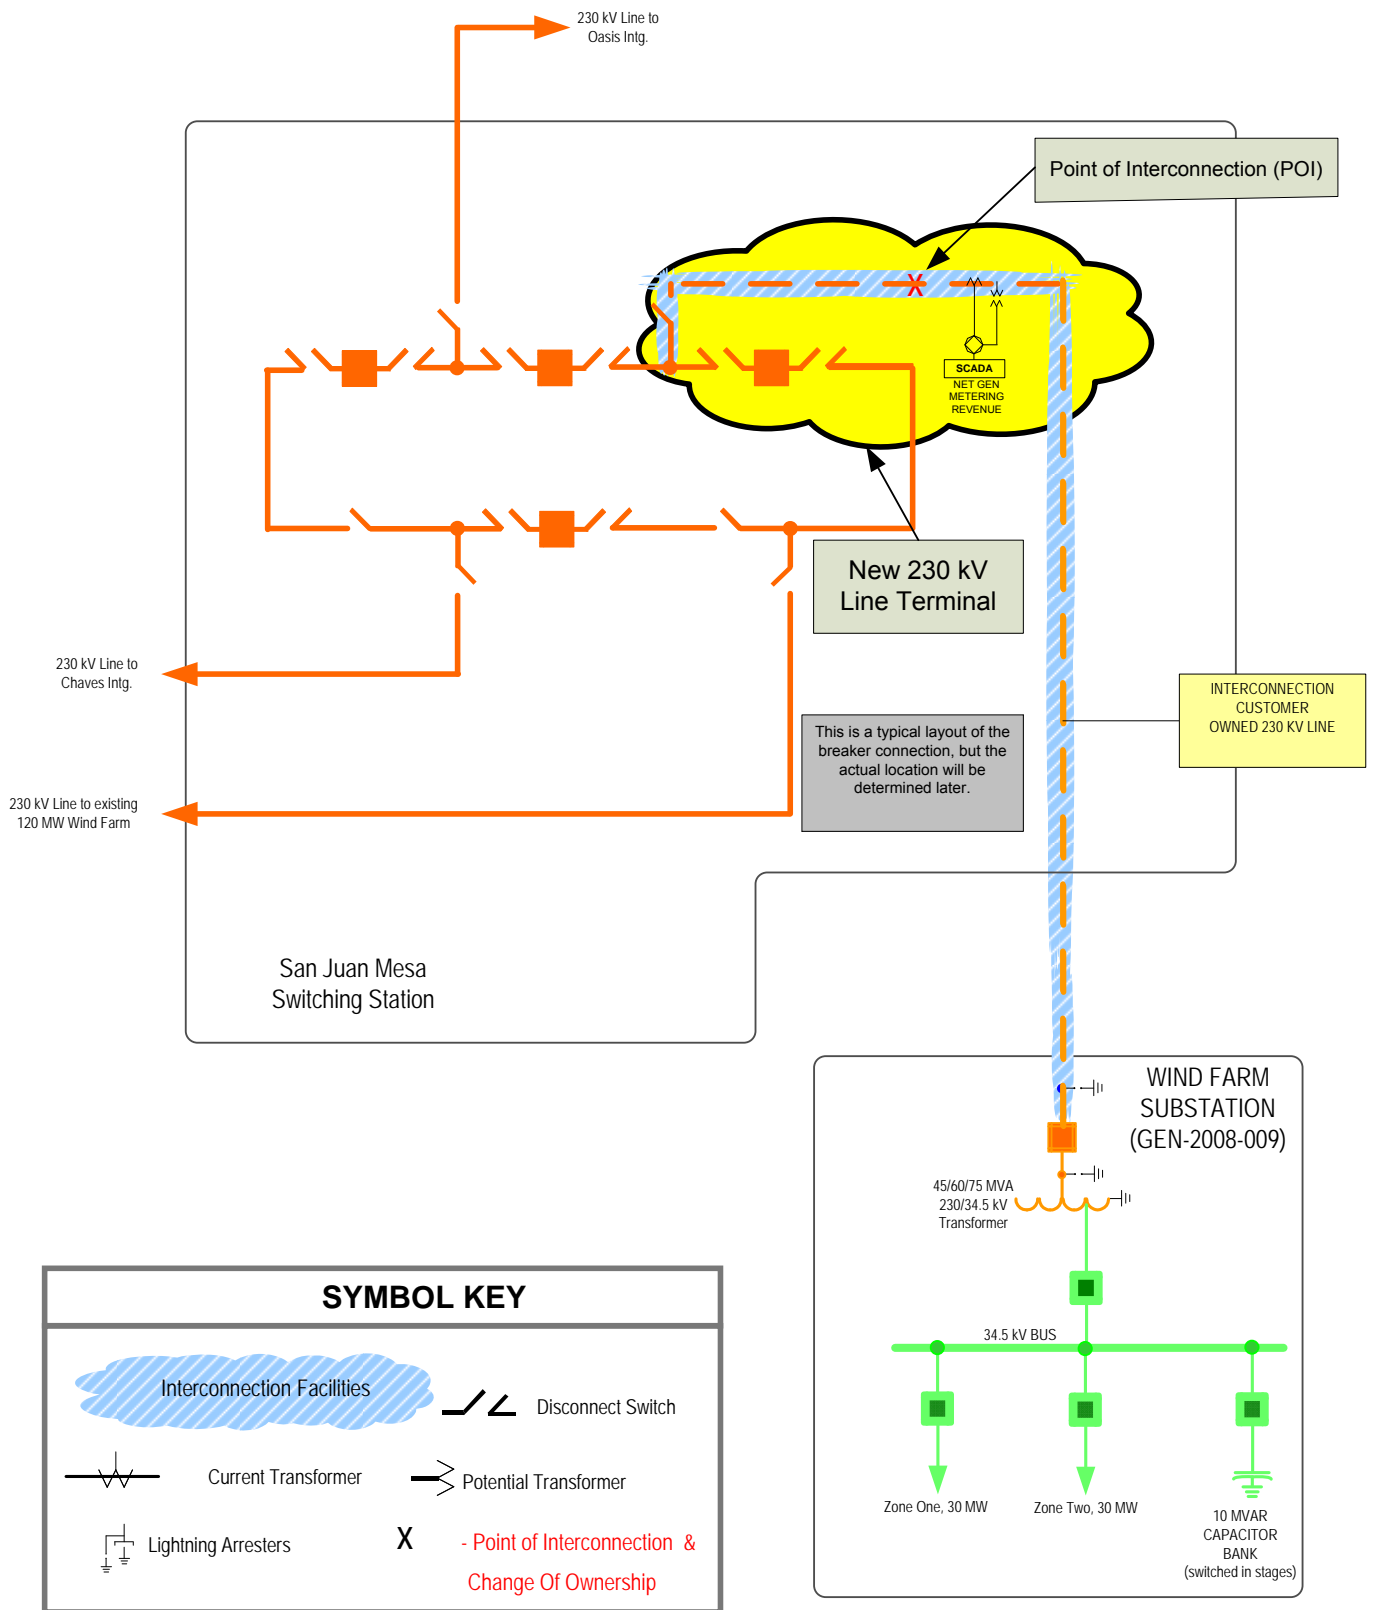 230 kV Line to
Oasis Intg.
Point of Interconnection (POI)
X
SCADA
NET GEN
METERING
REVENUE
New 230 kV
Line Terminal
230 kV Line to
Chaves Intg.
INTERCONNECTION
CUSTOMER
OWNED 230 KV LINE
This is a typical layout of the
breaker connection, but the
actual location will be
determined later.
230 kV Line to existing
120 MW Wind Farm
San Juan Mesa
Switching Station
WIND FARM
SUBSTATION
(GEN-2008-009)
45/60/75 MVA
230/34.5 kV
Transformer
34.5 kV BUS
Zone One, 30 MW
Zone Two, 30 MW
10 MVAR
CAPACITOR
BANK
(switched in stages)
SYMBOL KEY
Interconnection Facilities
Disconnect Switch
Current Transformer
Potential Transformer
Lightning Arresters
X - Point of Interconnection &
Change Of Ownership